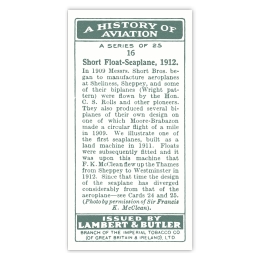 A HISTORY OF
AVIATION
A SERIES OF 25
16
Short Float-Seaplane, 1912.
In 1909 Messrs. Short Bros. be-
gan to manufacture aeroplanes
at Shellness, Sheppey, and some
of their biplanes (Wright pat-
tern) were flown by the Hon.
C. S. Rolls and other pioneers.
They also produced several bi-
planes of their own design on
which Moore-Brabazon
made a circular flight of a mile
in 1909. We illustrate one of
the first seaplanes, built as a
land machine in 1911. Floats
were subsequently fitted and it
was upon this machine that
F. K. McClean flew up the Thames
from Sheppey to Westminster in
1912. Since that time the design
of the seaplane has diverged
considerably from that of the
aeroplane—see Cards 24 and 25.
(Photo by permission of Sir Francis
K. McClean).
ISSUED BY
LAMBERT & BUTLER
BRANCH OF THE IMPERIAL TOBACCO CO
(OF GREAT BRITAIN & IRELAND), LTD